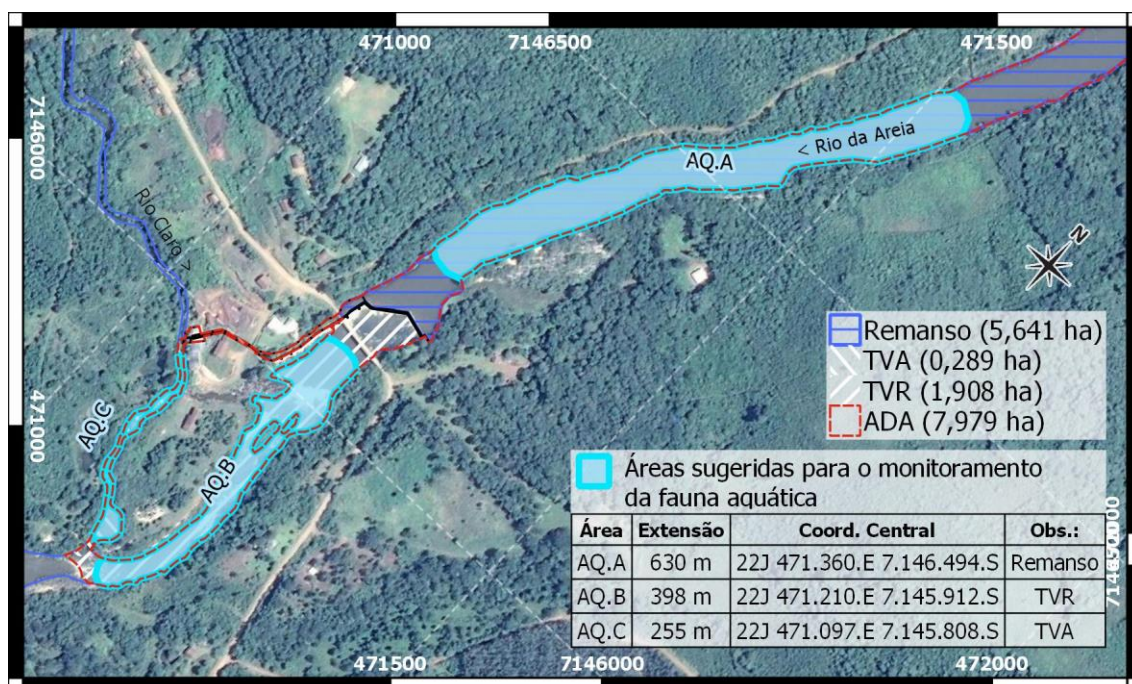 471000
7146500
471500
7146000
< Rio da Areia
AQ.A
Rio Claro >
N
Remanso (5,641 ha)
TVA (0,289 ha)
TVR (1,908 ha)
ADA (7,979 ha)
471000
AQ.C
AQ.B
Áreas sugeridas para o monitoramento
da fauna aquática
Área Extensão Coord. Central Obs.:
AQ.A 630 m 22J 471.360.E 7.146.494.S Remanso
AQ.B 398 m 22J 471.210.E 7.145.912.S TVR
AQ.C 255 m 22J 471.097.E 7.145.808.S TVA
471500
7146000
472000